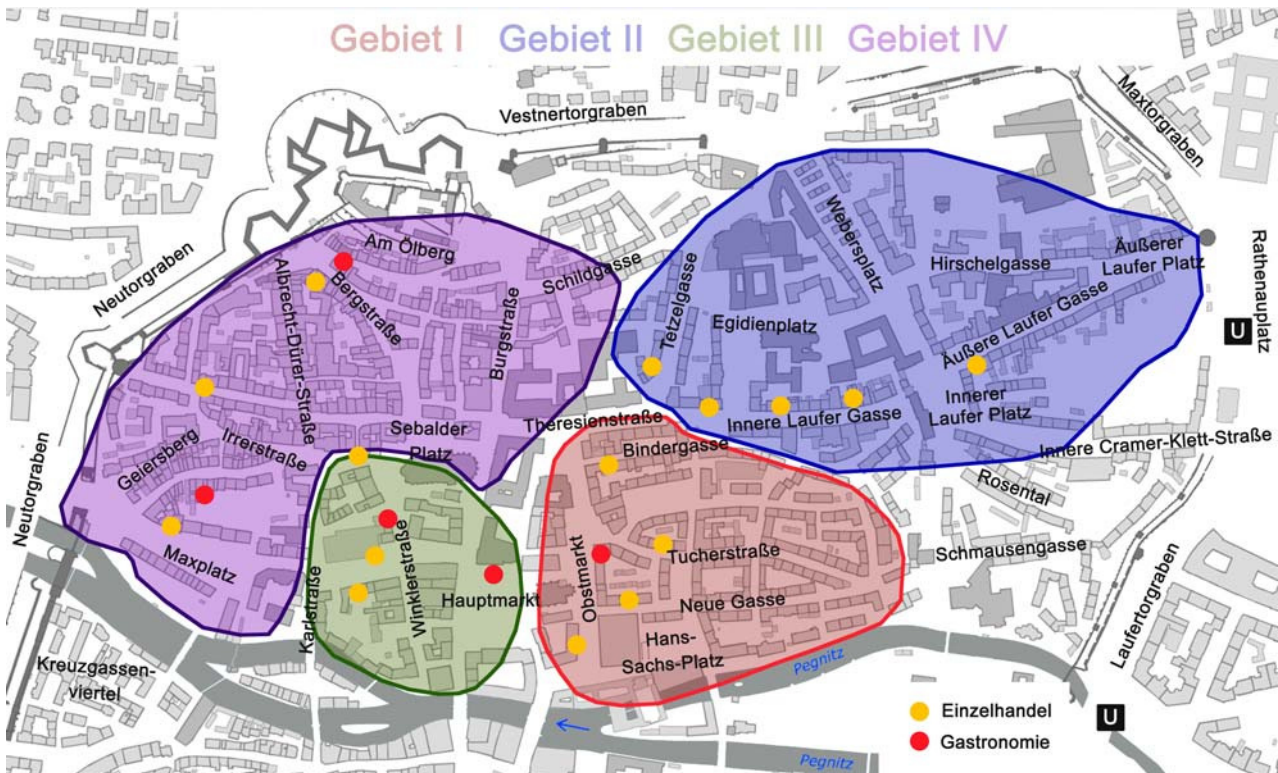 Gebiet I Gebiet II Gebiet III Gebiet IV
Vestnertorgraben
Maxtorgraben
Neutorgraben
Am Ölberg
Albrecht-Dürer-Straße
Bergstraße
Burgstraße
Schildgasse
Tetzelgasse
Egidienplatz
Webersplatz
Hirschelgasse
Äußerer
Laufer Platz
Äußere Laufer Gasse
Rathenauplatz
U
Innerer
Laufer Platz
Innere Laufer Gasse
Theresienstraße
Innere Cramer-Klett-Straße
Neutorgraben
Geiersberg
Irrerstraße
Sebalder
Platz
Bindergasse
Rosental
Maxplatz
Karlstraße
Winklerstraße
Hauptmarkt
Obstmarkt
Tucherstraße
Neue Gasse
Schmausengasse
Laufertorgraben
Hans-
Sachs-Platz
Kreuzgassen-
viertel
Pegnitz
Pegnitz
U
Einzelhandel
Gastronomie